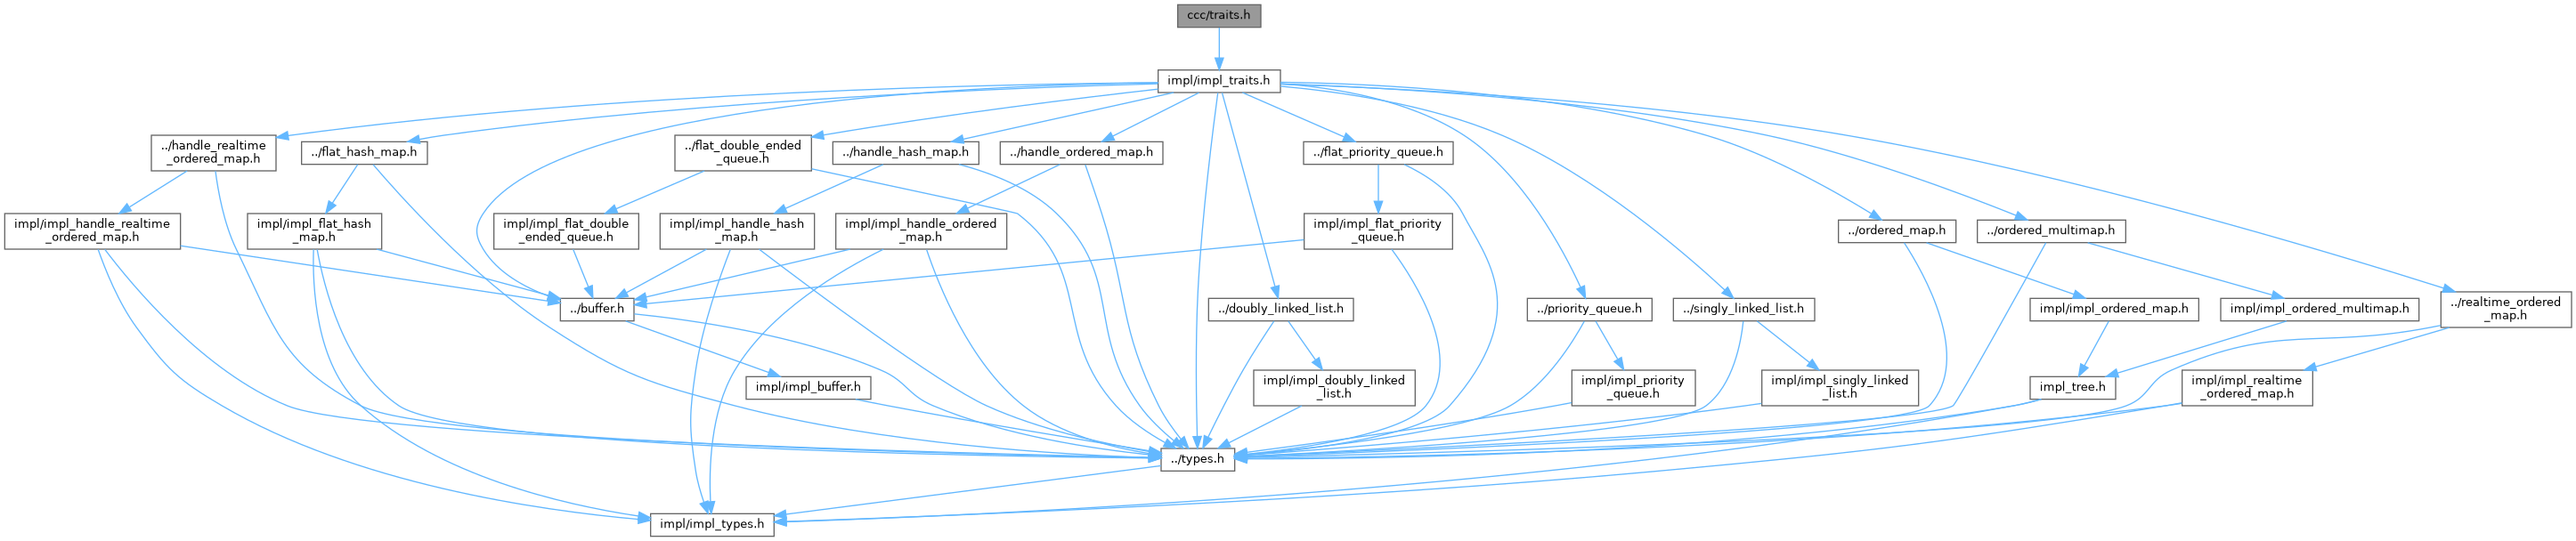 ccc/traits.h
impl/impl_traits.h
../handle_realtime
_ordered_map.h
../flat_hash_map.h
../flat_double_ended
_queue.h
../handle_hash_map.h
../handle_ordered_map.h
../flat_priority_queue.h
impl/impl_handle_realtime
_ordered_map.h
impl/impl_flat_hash
_map.h
impl/impl_flat_double
_ended_queue.h
impl/impl_handle_hash
_map.h
impl/impl_handle_ordered
_map.h
impl/impl_flat_priority
_queue.h
../ordered_map.h
../ordered_multimap.h
../buffer.h
../doubly_linked_list.h
../priority_queue.h
../singly_linked_list.h
impl/impl_ordered_map.h
impl/impl_ordered_multimap.h
../realtime_ordered
_map.h
impl/impl_buffer.h
impl/impl_doubly_linked
_list.h
impl/impl_priority
_queue.h
impl/impl_singly_linked
_list.h
impl_tree.h
impl/impl_realtime
_ordered_map.h
../types.h
impl/impl_types.h